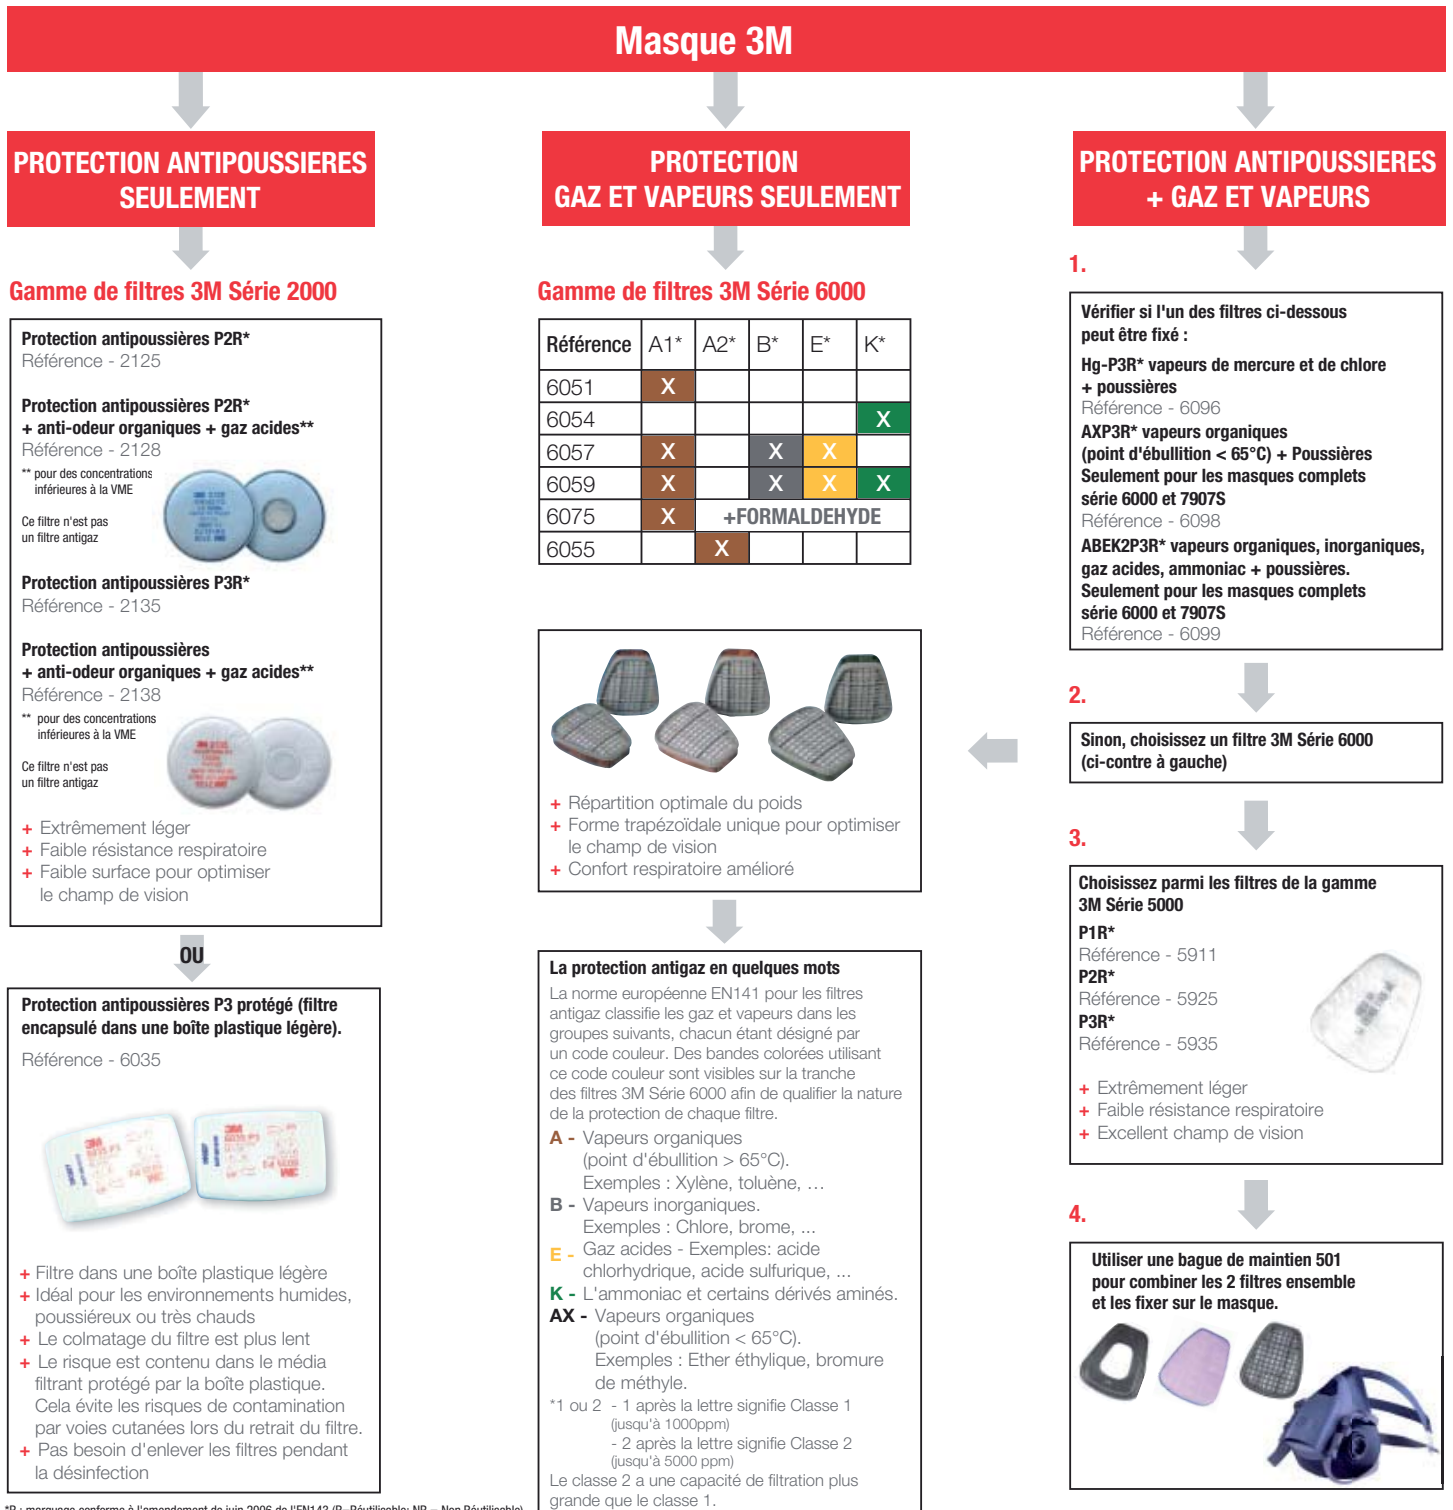 Masque 3M
PROTECTION ANTIPOUSSIERES
SEULEMENT
Gamme de filtres 3M Série 2000
Protection antipoussières P2R*
Référence - 2125
Protection antipoussières P2R*
+ anti-odeur organiques + gaz acides**
Référence - 2128
** pour des concentrations
inférieures à la VME
Ce filtre n'est pas
un filtre antigaz
Protection antipoussières P3R*
Référence - 2135
Protection antipoussières
+ anti-odeur organiques + gaz acides**
Référence - 2138
** pour des concentrations
inférieures à la VME
Ce filtre n'est pas
un filtre antigaz
+ Extrêmement léger
+ Faible résistance respiratoire
+ Faible surface pour optimiser
le champ de vision
OU
Protection antipoussières P3 protégé (filtre
encapsulé dans une boîte plastique légère).
Référence - 6035
+ Filtre dans une boîte plastique légère
+ Idéal pour les environnements humides,
poussiéreux ou très chauds
+ Le colmatage du filtre est plus lent
+ Le risque est contenu dans le média
filtrant protégé par la boîte plastique.
Cela évite les risques de contamination
par voies cutanées lors du retrait du filtre.
+ Pas besoin d'enlever les filtres pendant
la désinfection
*R : marquage conforme à l'amendement de juin 2006 de l'EN143 (R=Réutilisable; NR = Non Réutilisable)
PROTECTION
GAZ ET VAPEURS SEULEMENT
Gamme de filtres 3M Série 6000
Référence A1* A2* B* E* K*
6051 X
6054 X
6057 X X X
6059 X X X X
6075 X +FORMALDEHYDE
6055 X
+ Répartition optimale du poids
+ Forme trapézoïdale unique pour optimiser
le champ de vision
+ Confort respiratoire amélioré
La protection antigaz en quelques mots
La norme européenne EN141 pour les filtres
antigaz classifie les gaz et vapeurs dans les
groupes suivants, chacun étant désigné par
un code couleur. Des bandes colorées utilisant
ce code couleur sont visibles sur la tranche
des filtres 3M Série 6000 afin de qualifier la nature
de la protection de chaque filtre.
A - Vapeurs organiques
(point d'ébullition > 65°C).
Exemples : Xylène, toluène, …
B - Vapeurs inorganiques.
Exemples : Chlore, brome, ...
E - Gaz acides - Exemples: acide
chlorhydrique, acide sulfurique, ...
K - L'ammoniac et certains dérivés aminés.
AX - Vapeurs organiques
(point d'ébullition < 65°C).
Exemples : Ether éthylique, bromure
de méthyle.
*1 ou 2 - 1 après la lettre signifie Classe 1
(jusqu'à 1000ppm)
- 2 après la lettre signifie Classe 2
(jusqu'à 5000 ppm)
Le classe 2 a une capacité de filtration plus
grande que le classe 1.
PROTECTION ANTIPOUSSIERES
+ GAZ ET VAPEURS
1.
Vérifier si l'un des filtres ci-dessous
peut être fixé :
Hg-P3R* vapeurs de mercure et de chlore
+ poussières
Référence - 6096
AXP3R* vapeurs organiques
(point d'ébullition < 65°C) + Poussières
Seulement pour les masques complets
série 6000 et 7907S
Référence - 6098
ABEK2P3R* vapeurs organiques, inorganiques,
gaz acides, ammoniac + poussières.
Seulement pour les masques complets
série 6000 et 7907S
Référence - 6099
2.
Sinon, choisissez un filtre 3M Série 6000
(ci-contre à gauche)
3.
Choisissez parmi les filtres de la gamme
3M Série 5000
P1R*
Référence - 5911
P2R*
Référence - 5925
P3R*
Référence - 5935
+ Extrêmement léger
+ Faible résistance respiratoire
+ Excellent champ de vision
4.
Utiliser une bague de maintien 501
pour combiner les 2 filtres ensemble
et les fixer sur le masque.